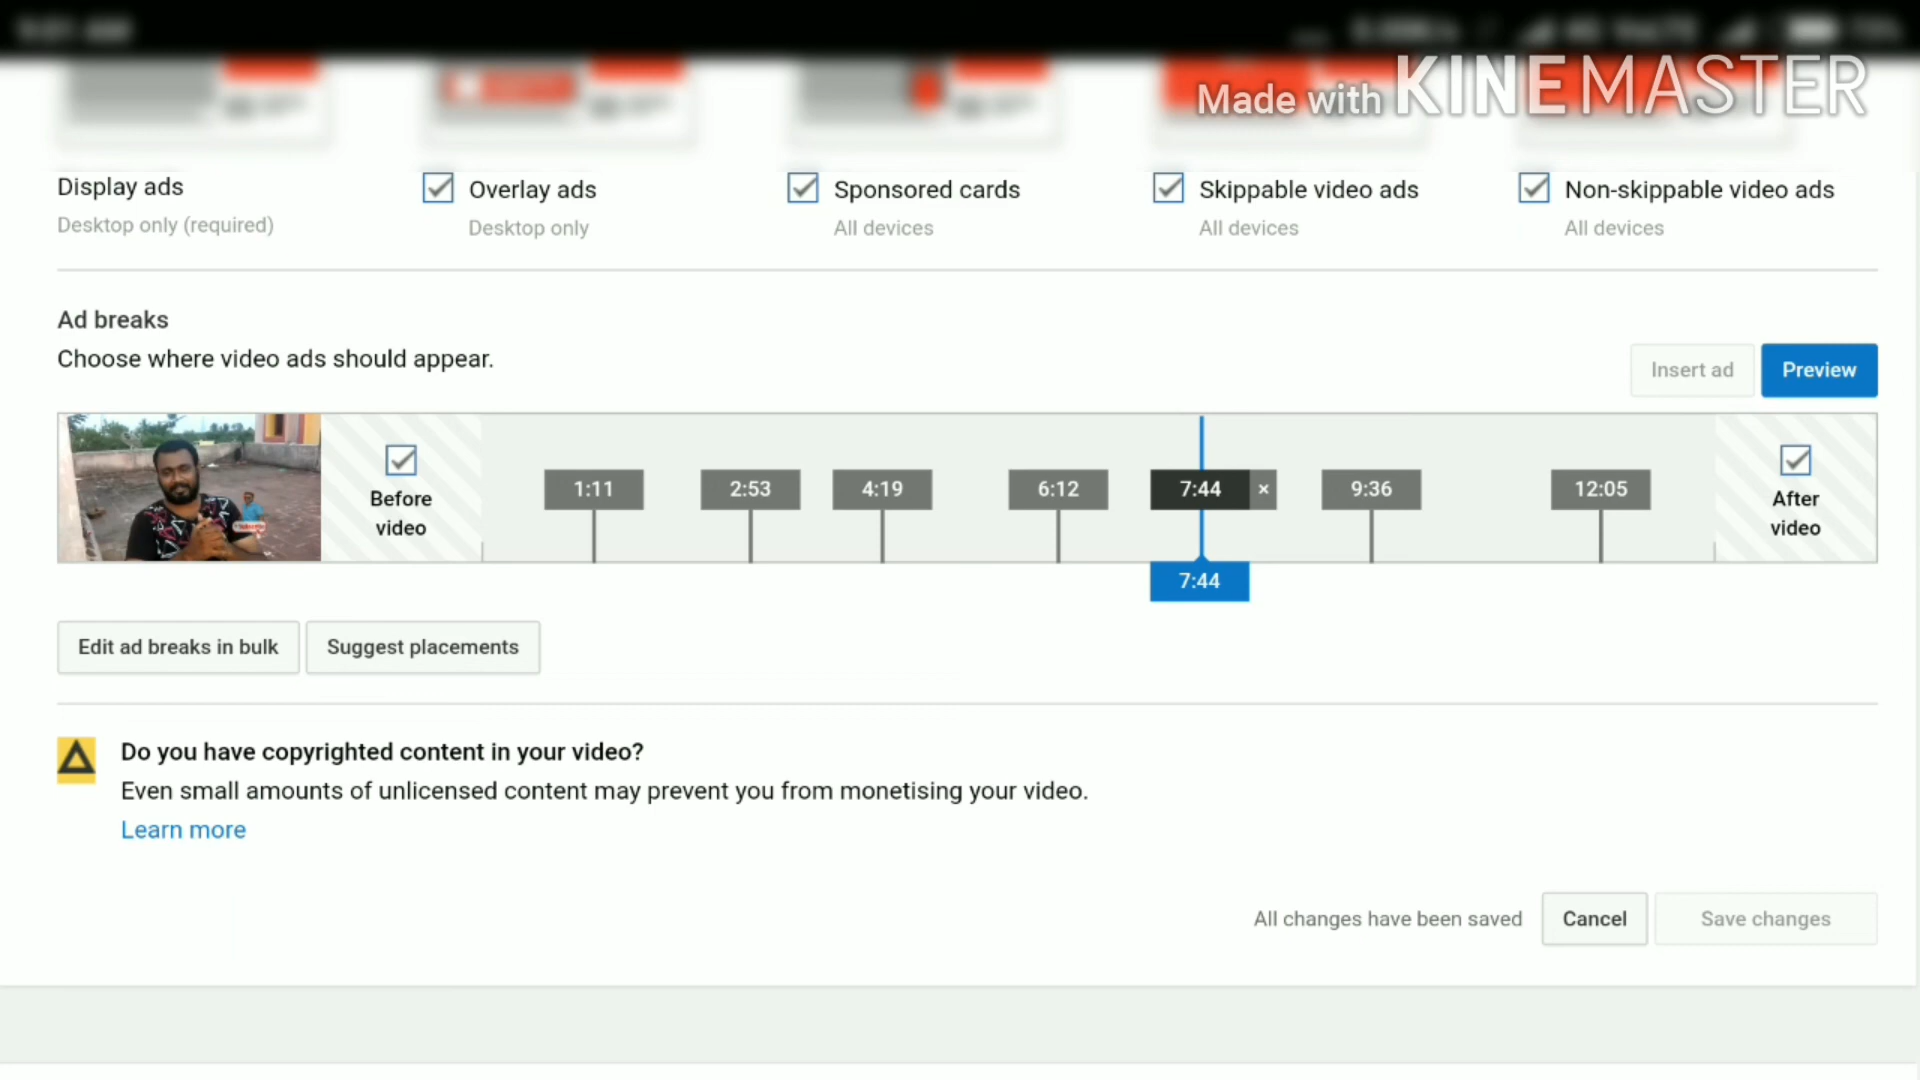 Made with KINEMASTER
Display ads
Desktop only (required)
Overlay ads
Desktop only
Sponsored cards
All devices
Skippable video ads
All devices
Non-skippable video ads
All devices
Ad breaks
Choose where video ads should appear.
Insert ad
Preview
Before
video
1:11
2:53
4:19
6:12
7:44 ×
9:36
12:05
After
video
7:44
Edit ad breaks in bulk
Suggest placements
Do you have copyrighted content in your video?
Even small amounts of unlicensed content may prevent you from monetising your video.
Learn more
All changes have been saved
Cancel
Save changes